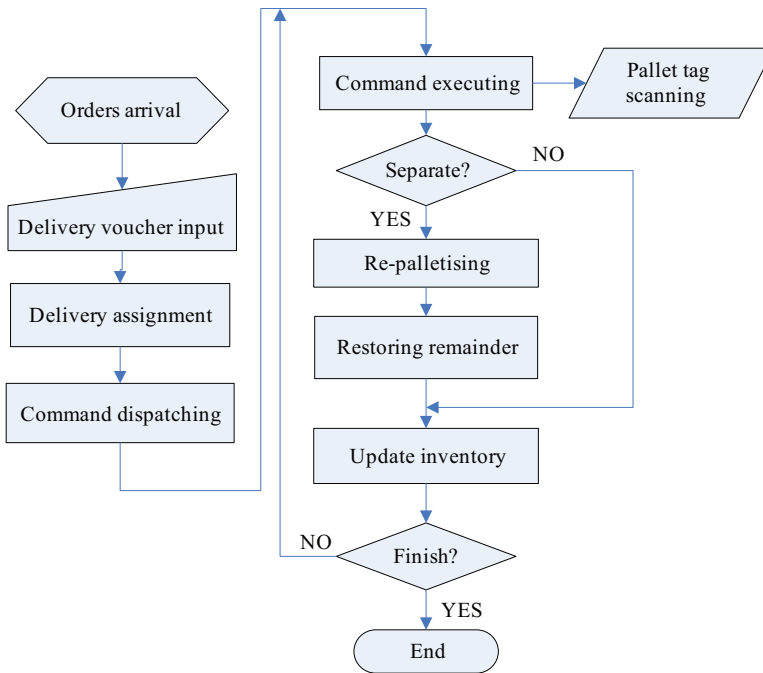 Orders arrival
Delivery voucher input
Delivery assignment
Command dispatching
Command executing
Pallet tag
scanning
Separate?
NO
YES
Re-palletising
Restoring remainder
Update inventory
Finish?
NO
YES
End